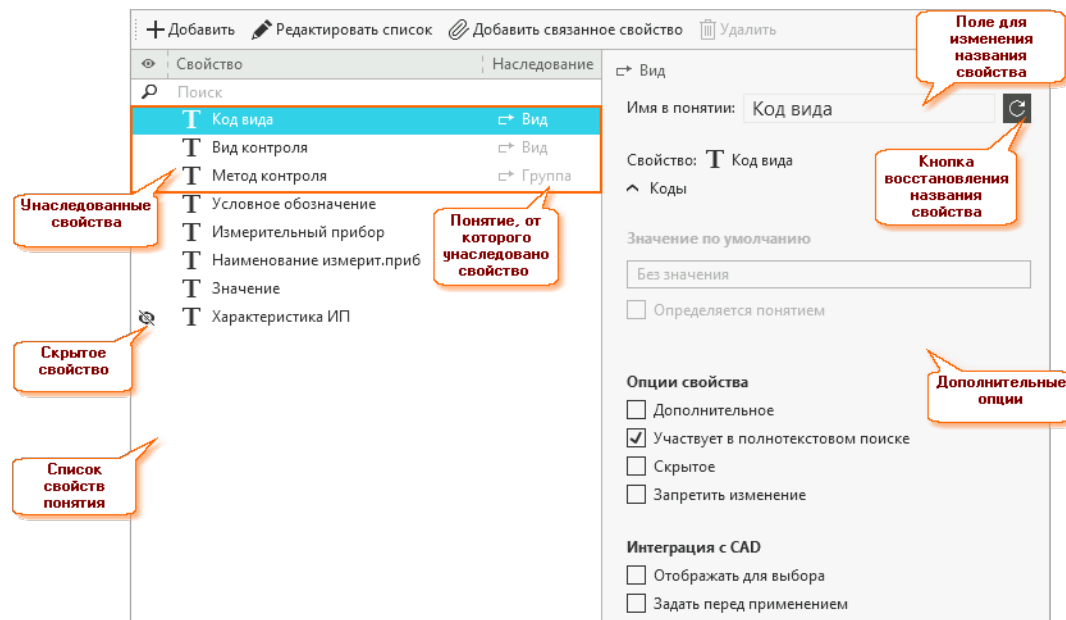 Добавить Редактировать список Добавить связанное свойство Удалить
Свойство Наследование
Поиск
Код вида Вид
Вид контроля Вид
Метод контроля Группа
Условное обозначение
Измерительный прибор
Наименование измерит.приб
Значение
Характеристика ИП
Унаследованные
свойства
Понятие, от
которого
унаследовано
свойство
Скрытое
свойство
Список
свойств
понятия
Вид
Имя в понятии: Код вида
Поле для
изменения
названия
свойства
Свойство: T Код вида
Коды
Кнопка
восстановления
названия
свойства
Значение по умолчанию
Без значения
Определяется понятием
Дополнительные
опции
Опции свойства
Дополнительное
Участвует в полнотекстовом поиске
Скрытое
Запретить изменение
Интеграция с CAD
Отображать для выбора
Задать перед применением